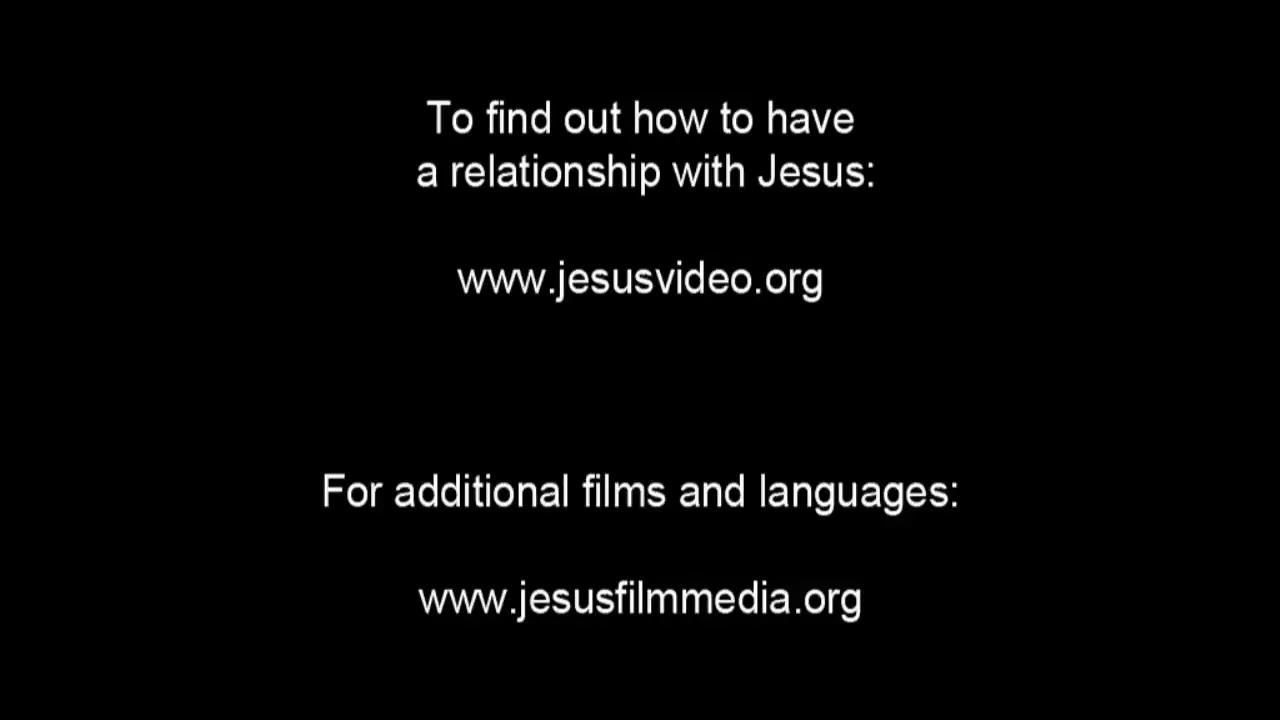 To find out how to have
a relationship with Jesus:
www.jesusvideo.org
For additional films and languages:
www.jesusfilmmedia.org